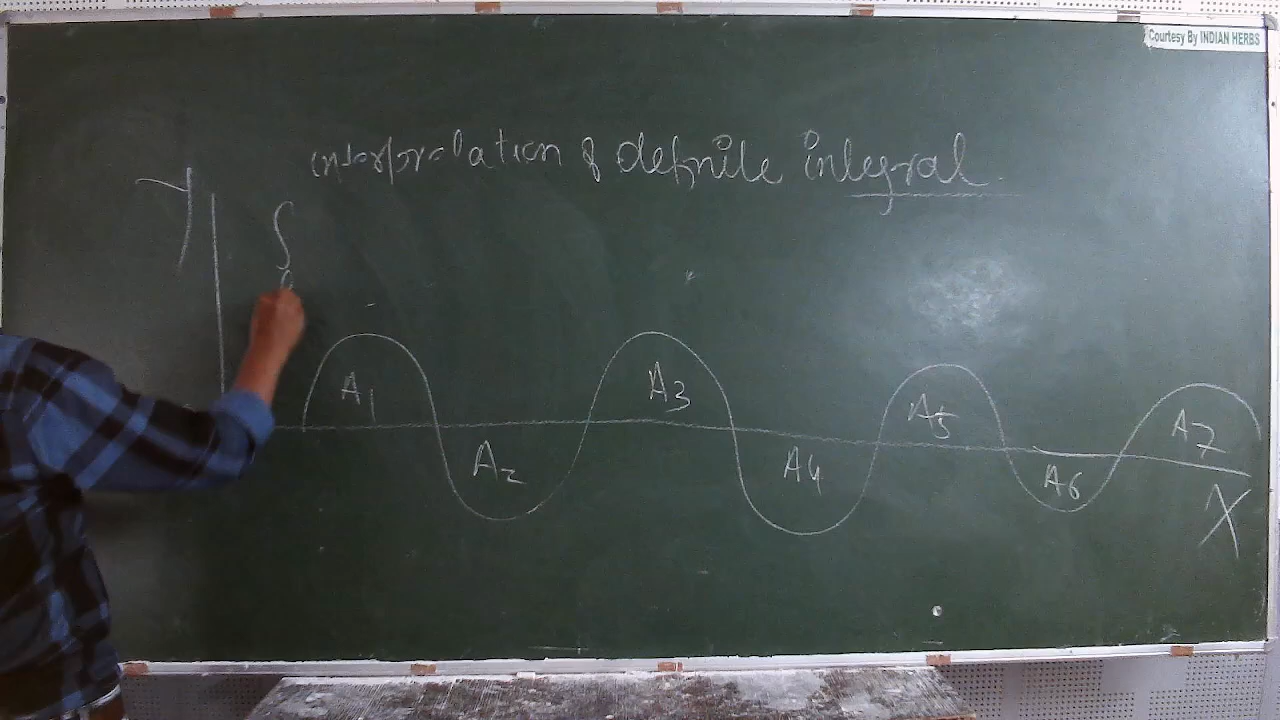 Courtesy By INDIAN HERBS
interpretation of definite integral
Y
∫
A1
A3
A5
A7
A2
A4
A6
X